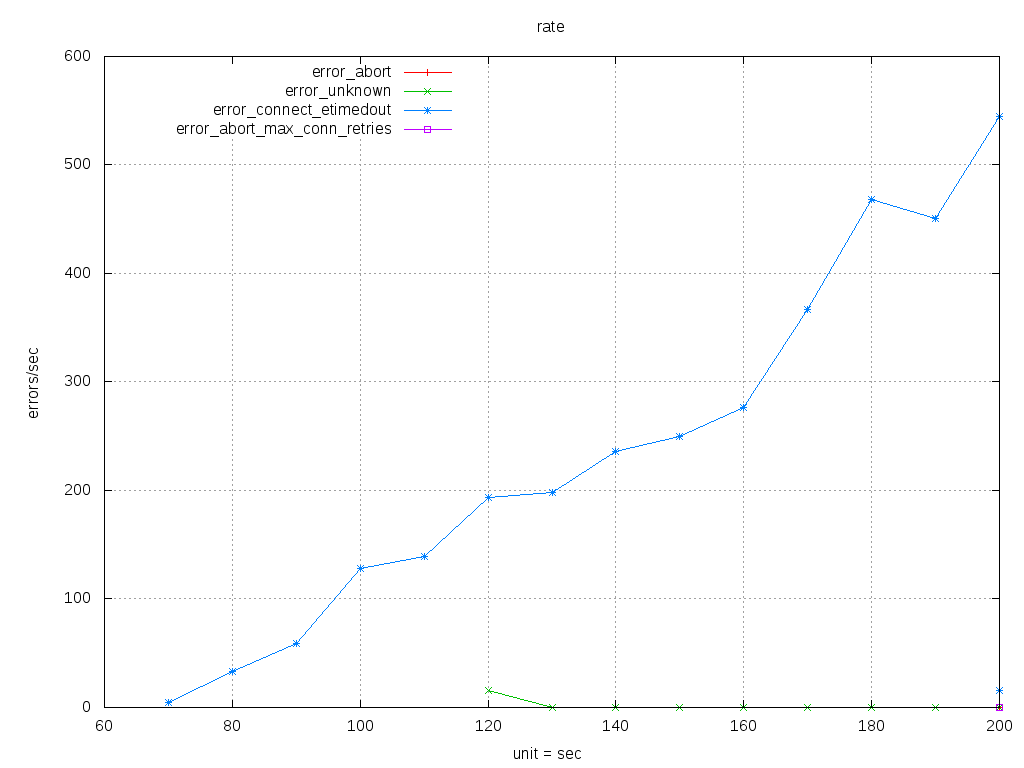 rate
600
500
400
300
200
100
0
errors/sec
error_abort
error_unknown
error_connect_etimedout
error_abort_max_conn_retries
60 80 100 120 140 160 180 200
unit = sec